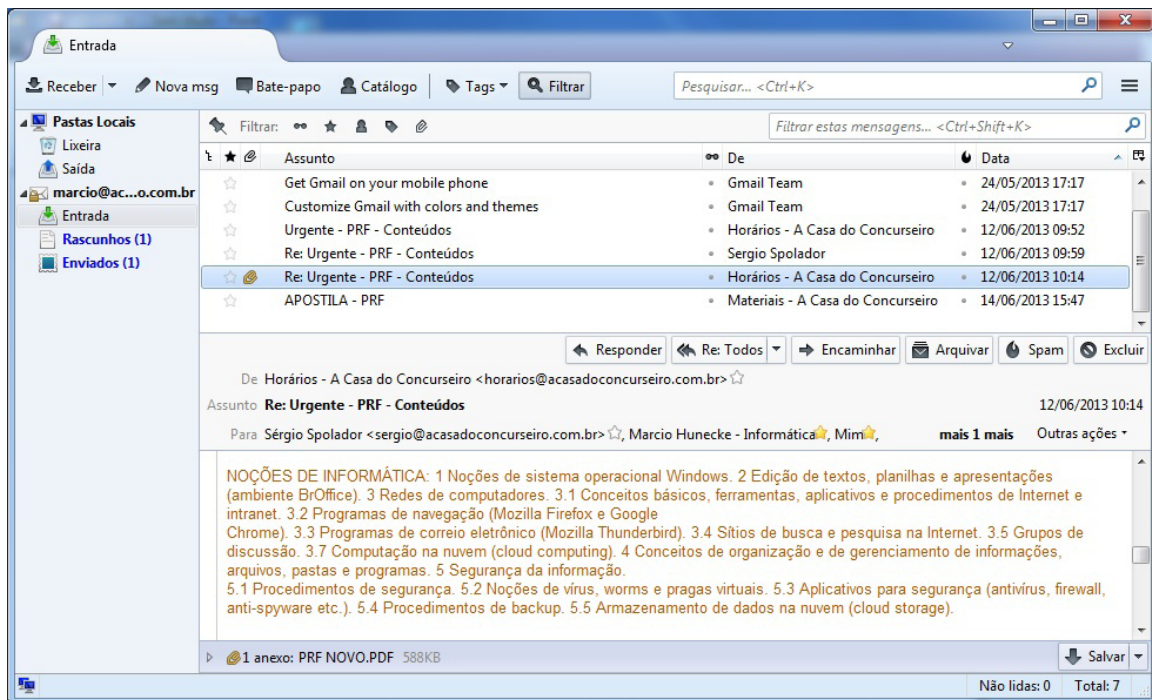 Entrada
Receber Nova msg Bate-papo Catálogo Tags Filtrar Pesquisar... <Ctrl+K>
Pastas Locais
Lixeira
Saída
marcio@ac...o.com.br
Entrada
Rascunhos (1)
Enviados (1)
Filtrar: Filtrar estas mensagens... <Ctrl+Shift+K>
Assunto De Data
Get Gmail on your mobile phone Gmail Team 24/05/2013 17:17
Customize Gmail with colors and themes Gmail Team 24/05/2013 17:17
Urgente - PRF - Conteúdos Horários - A Casa do Concurseiro 12/06/2013 09:52
Re: Urgente - PRF - Conteúdos Sergio Spolador 12/06/2013 09:59
Re: Urgente - PRF - Conteúdos Horários - A Casa do Concurseiro 12/06/2013 10:14
APOSTILA - PRF Materiais - A Casa do Concurseiro 14/06/2013 15:47
Responder Re: Todos Encaminhar Arquivar Spam Excluir
De Horários - A Casa do Concurseiro <horarios@acasadoconcurseiro.com.br>
Assunto Re: Urgente - PRF - Conteúdos 12/06/2013 10:14
Para Sérgio Spolador <sergio@acasadoconcurseiro.com.br>, Marcio Hunecke - Informática, Mim, mais 1 mais Outras ações
NOÇÕES DE INFORMÁTICA: 1 Noções de sistema operacional Windows. 2 Edição de textos, planilhas e apresentações
(ambiente BrOffice). 3 Redes de computadores. 3.1 Conceitos básicos, ferramentas, aplicativos e procedimentos de Internet e
intranet. 3.2 Programas de navegação (Mozilla Firefox e Google
Chrome). 3.3 Programas de correio eletrônico (Mozilla Thunderbird). 3.4 Sítios de busca e pesquisa na Internet. 3.5 Grupos de
discussão. 3.7 Computação na nuvem (cloud computing). 4 Conceitos de organização e de gerenciamento de informações,
arquivos, pastas e programas. 5 Segurança da informação.
5.1 Procedimentos de segurança. 5.2 Noções de vírus, worms e pragas virtuais. 5.3 Aplicativos para segurança (antivírus, firewall,
anti-spyware etc.). 5.4 Procedimentos de backup. 5.5 Armazenamento de dados na nuvem (cloud storage).
1 anexo: PRF NOVO.PDF 588KB Salvar
Não lidas: 0 Total: 7